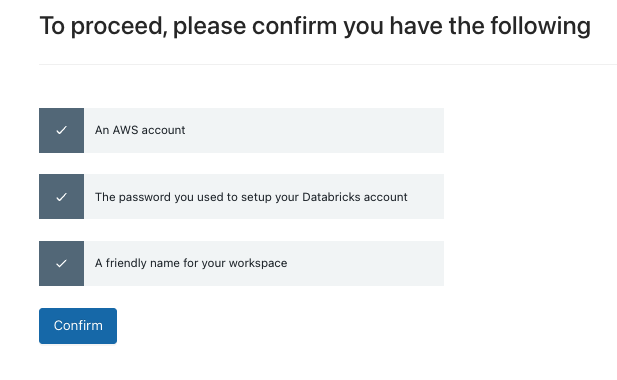 To proceed, please confirm you have the following
An AWS account
The password you used to setup your Databricks account
A friendly name for your workspace
Confirm